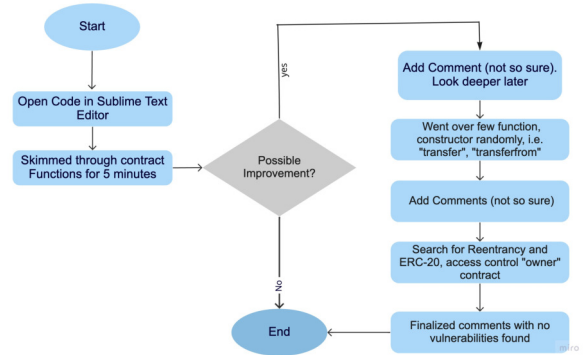 Start
Open Code in Sublime Text
Editor
Skimmed through contract
Functions for 5 minutes
Possible
Improvement?
yes
Add Comment (not so sure).
Look deeper later
Went over few function,
constructor randomly, i.e.
"transfer", "transferfrom"
Add Comments (not so sure)
Search for Reentrancy and
ERC-20, access control "owner"
contract
Finalized comments with no
vulnerabilities found
No
End
miro